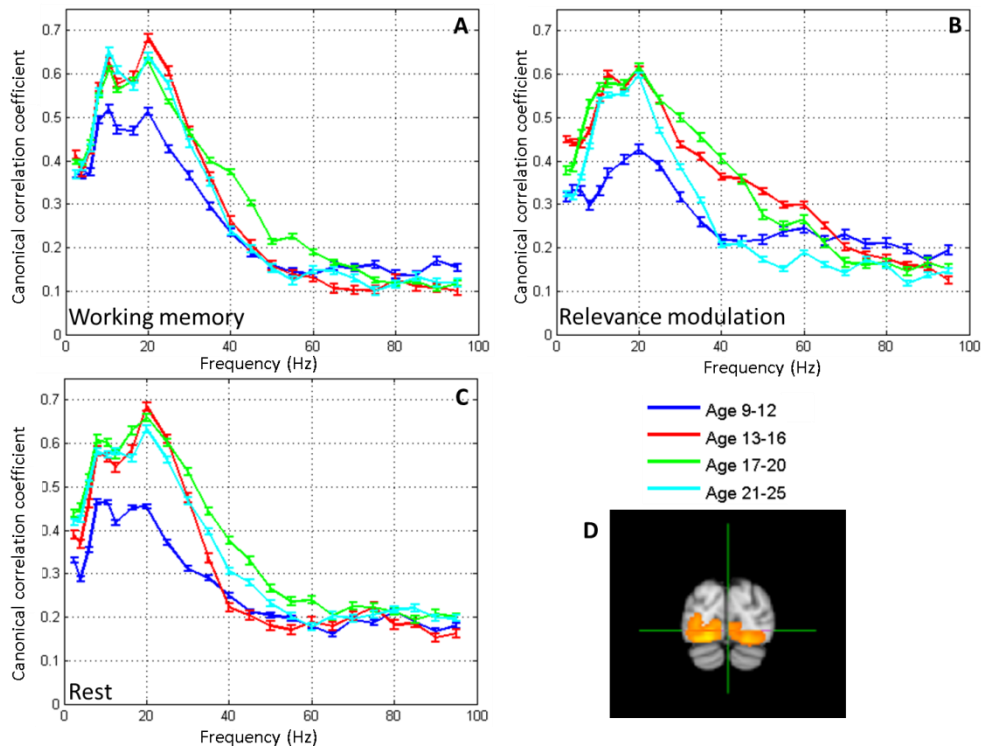 A
Canonical correlation coefficient
0.7
0.6
0.5
0.4
0.3
0.2
0.1
0
Working memory
0 20 40 60 80 100
Frequency (Hz)
B
Canonical correlation coefficient
0.7
0.6
0.5
0.4
0.3
0.2
0.1
0
Relevance modulation
0 20 40 60 80 100
Frequency (Hz)
C
Canonical correlation coefficient
0.7
0.6
0.5
0.4
0.3
0.2
0.1
0
Rest
0 20 40 60 80 100
Frequency (Hz)
Age 9-12
Age 13-16
Age 17-20
Age 21-25
D